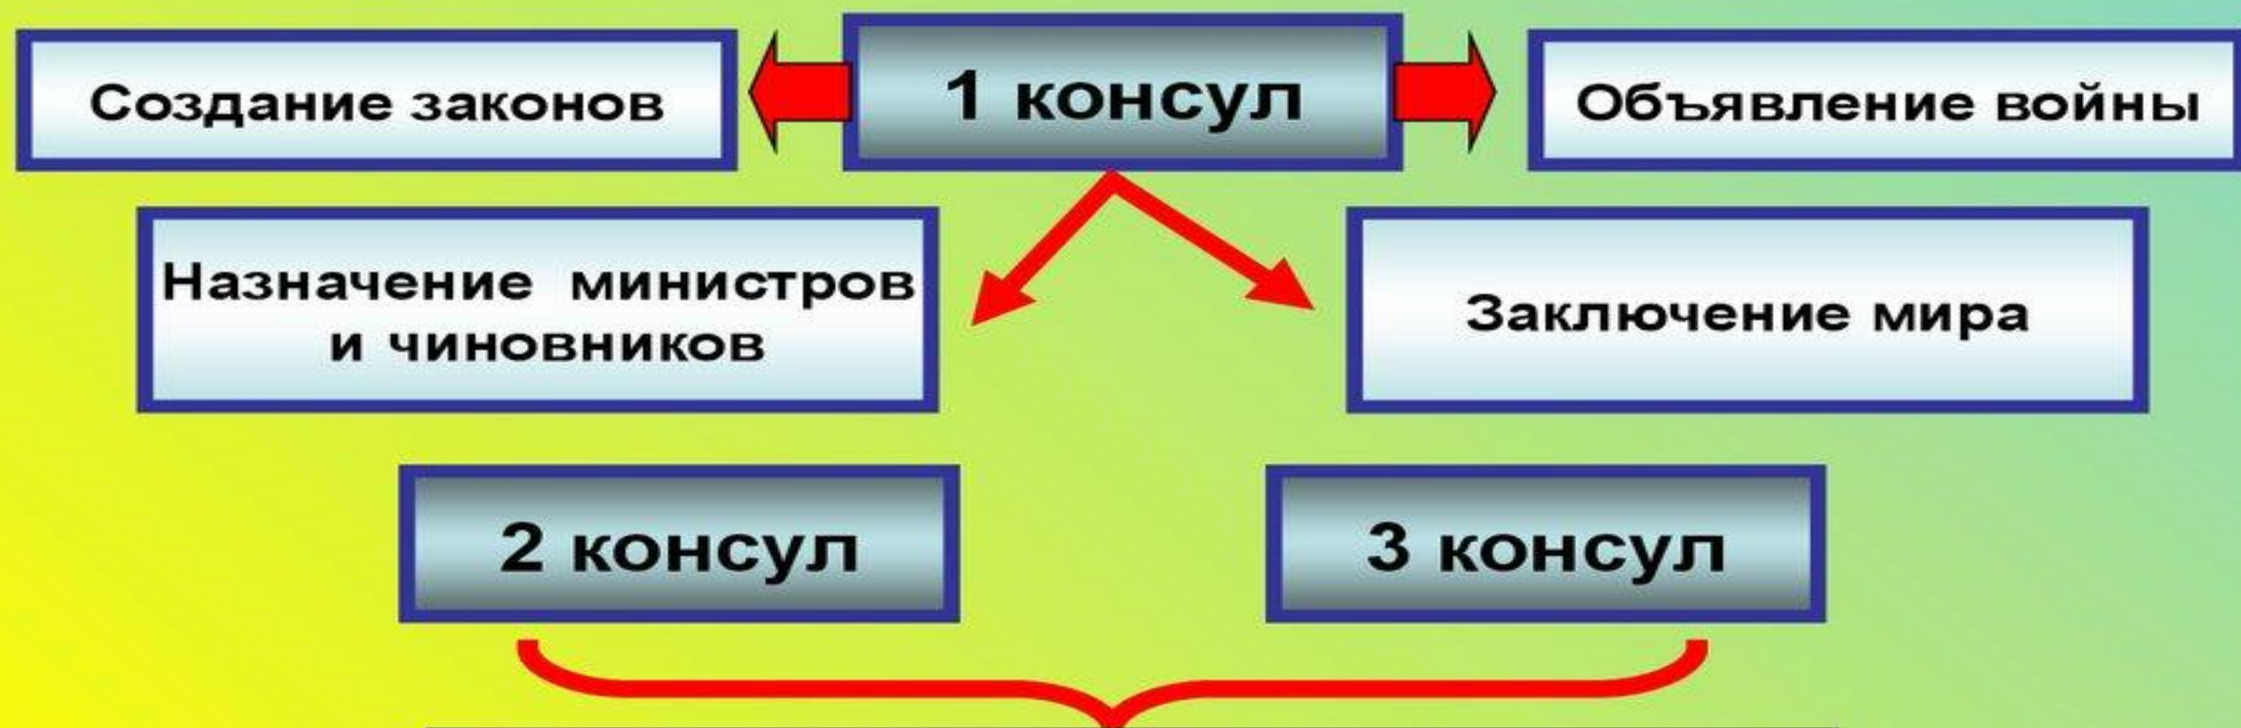 Создание законов
1 консул
Объявление войны
Назначение министров
и чиновников
Заключение мира
2 консул
3 консул